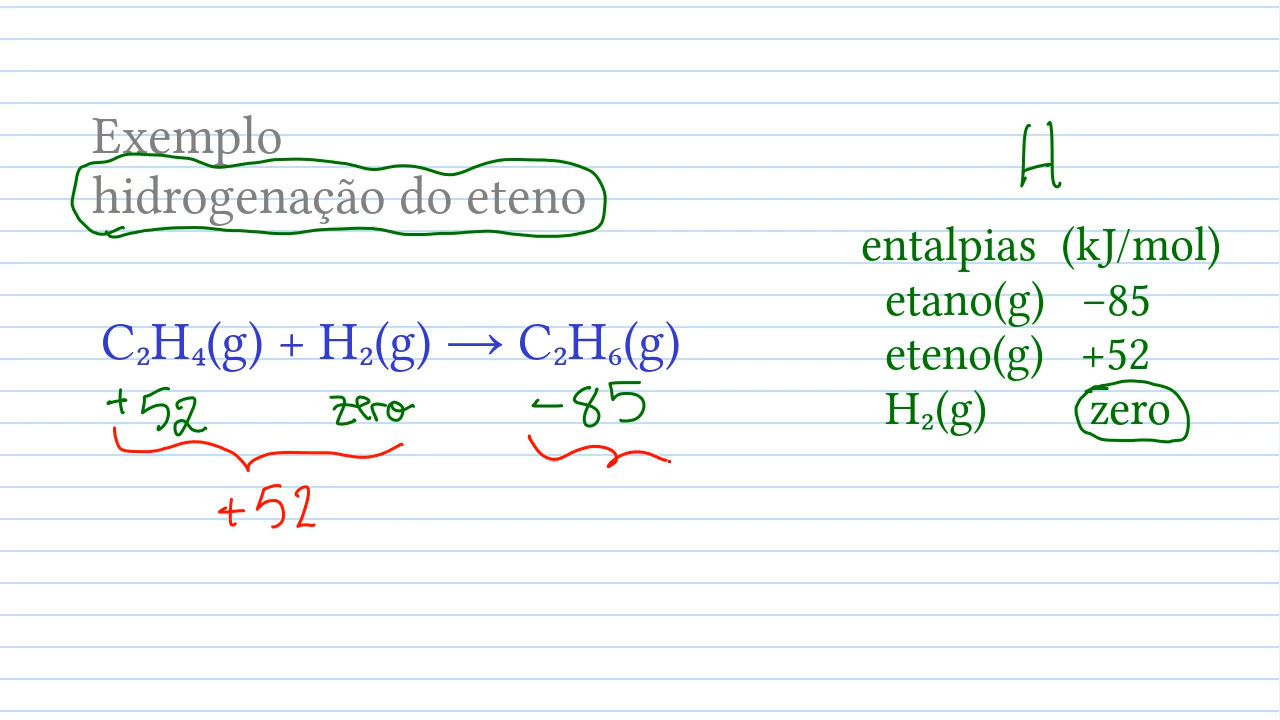 Exemplo
hidrogenação do eteno
C₂H₄(g) + H₂(g) ⟶ C₂H₆(g)
+52 zero −85
+52
H
entalpias (kJ/mol)
etano(g) −85
eteno(g) +52
H₂(g) zero